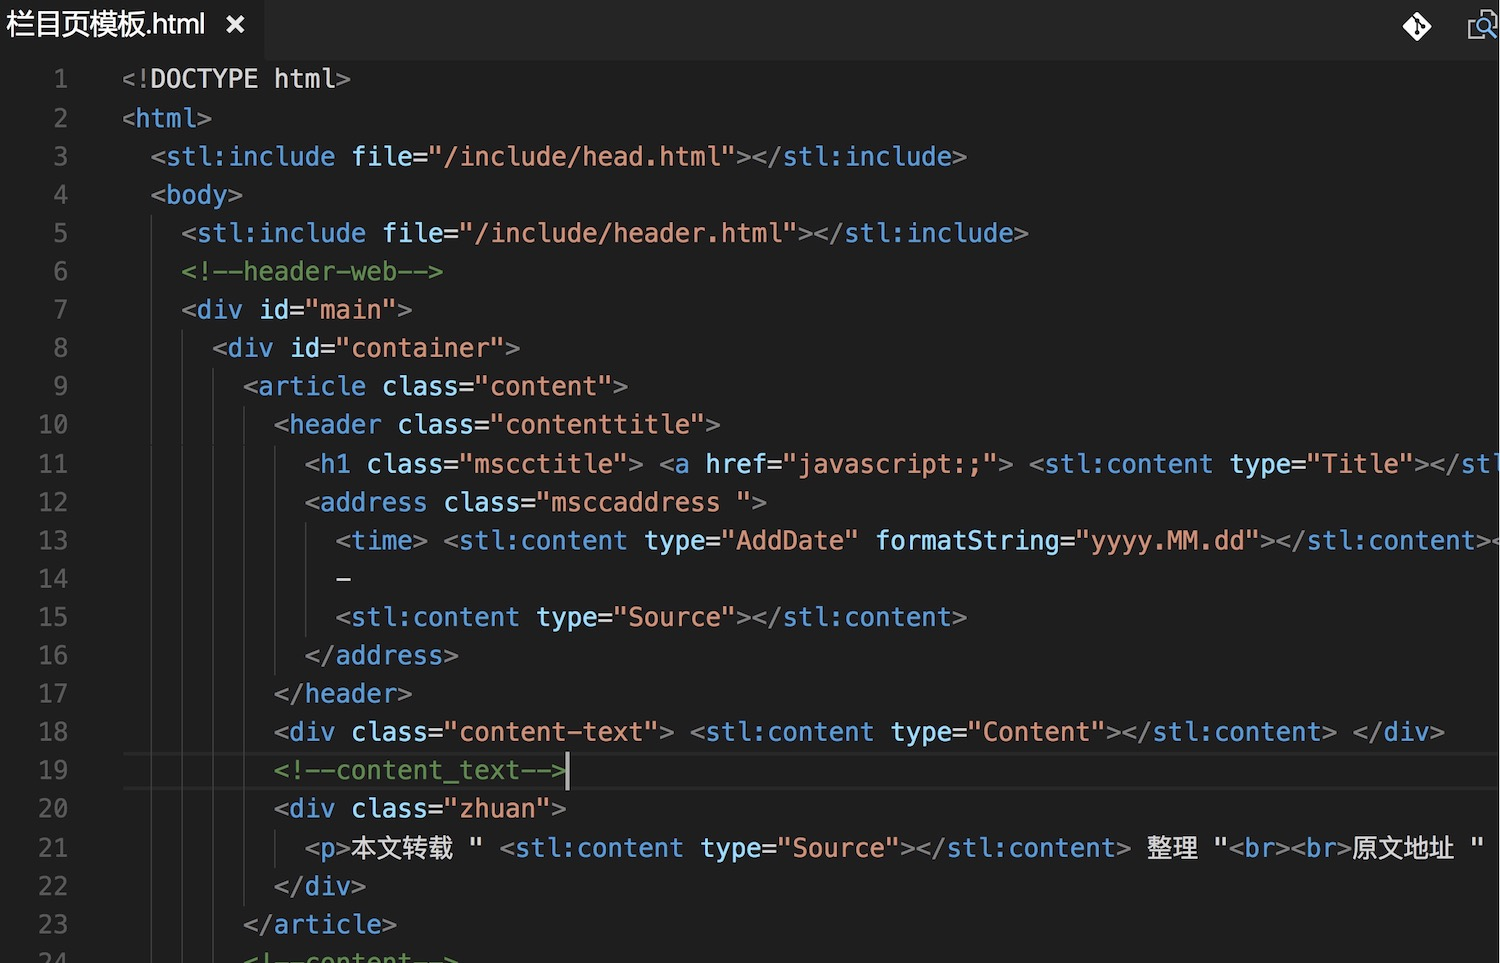 栏目页模板.html ×
1 <!DOCTYPE html>
2 <html>
3 <stl:include file="/include/head.html"></stl:include>
4 <body>
5 <stl:include file="/include/header.html"></stl:include>
6 <!--header-web-->
7 <div id="main">
8 <div id="container">
9 <article class="content">
10 <header class="contenttitle">
11 <h1 class="mscctitle"> <a href="javascript:;"> <stl:content type="Title"></stl
12 <address class="msccaddress ">
13 <time> <stl:content type="AddDate" formatString="yyyy.MM.dd"></stl:content><
14 –
15 <stl:content type="Source"></stl:content>
16 </address>
17 </header>
18 <div class="content-text"> <stl:content type="Content"></stl:content> </div>
19 <!--content_text-->
20 <div class="zhuan">
21 <p>本文转载 " <stl:content type="Source"></stl:content> 整理 "<br><br>原文地址 "
22 </div>
23 </article>
24 <!--content-->